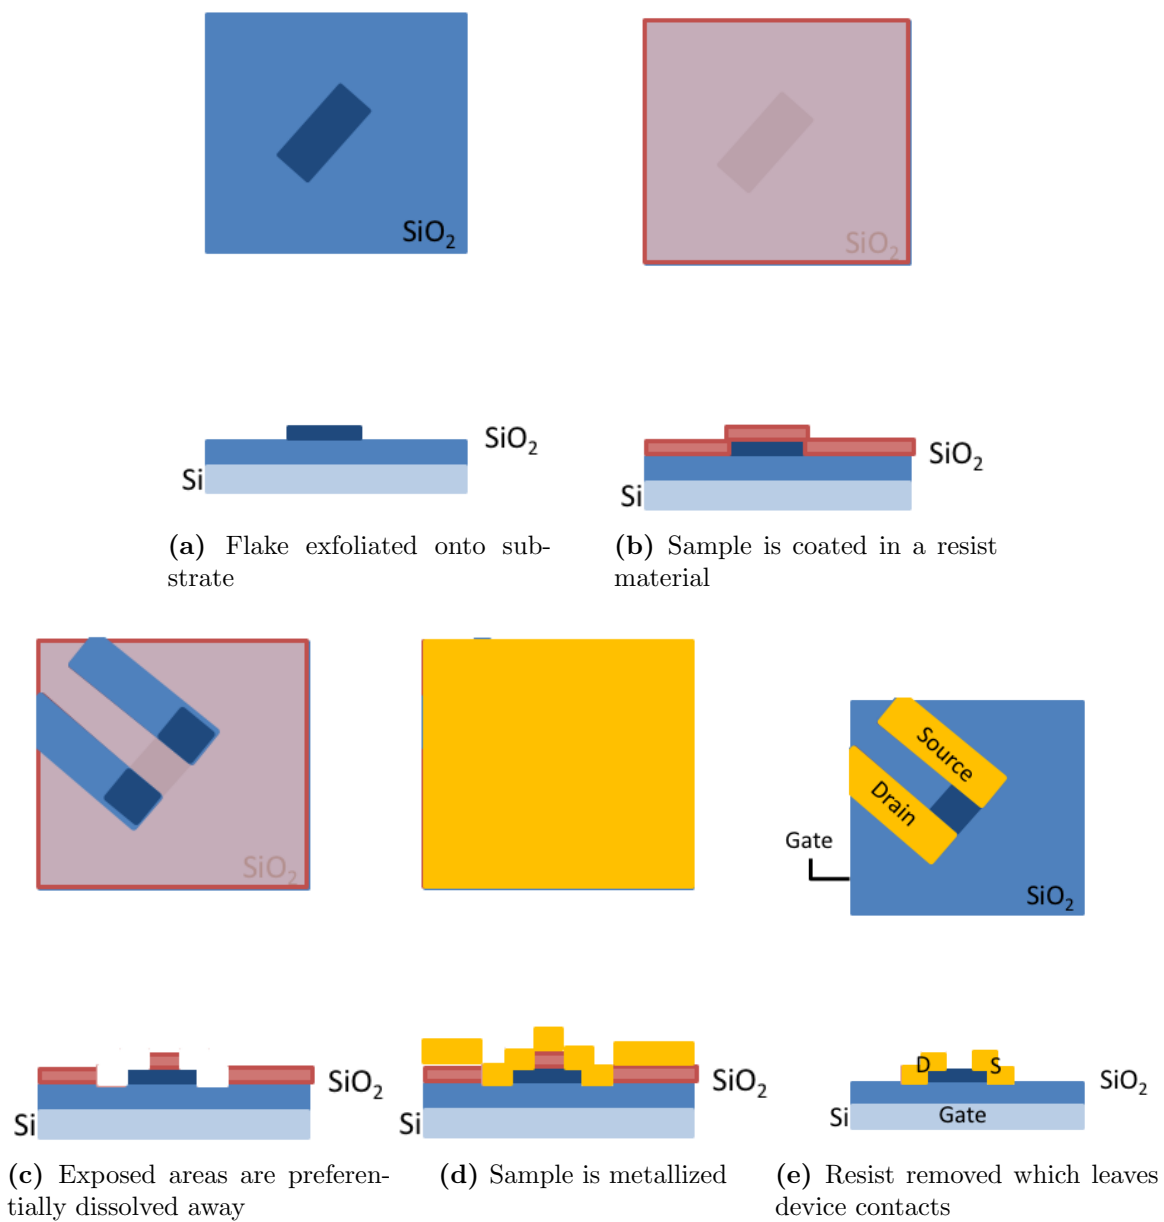 SiO2
SiO2
SiO2
Si
SiO2
Si
(a) Flake exfoliated onto sub-
strate
(b) Sample is coated in a resist
material
SiO2
Source
Drain
Gate
SiO2
SiO2
Si
SiO2
Si
D
S
SiO2
Si
Gate
(c) Exposed areas are preferen-
tially dissolved away
(d) Sample is metallized
(e) Resist removed which leaves
device contacts